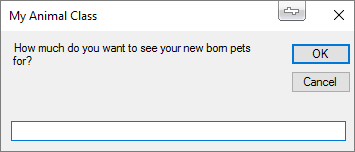 My Animal Class
How much do you want to see your new born pets
for?
OK
Cancel